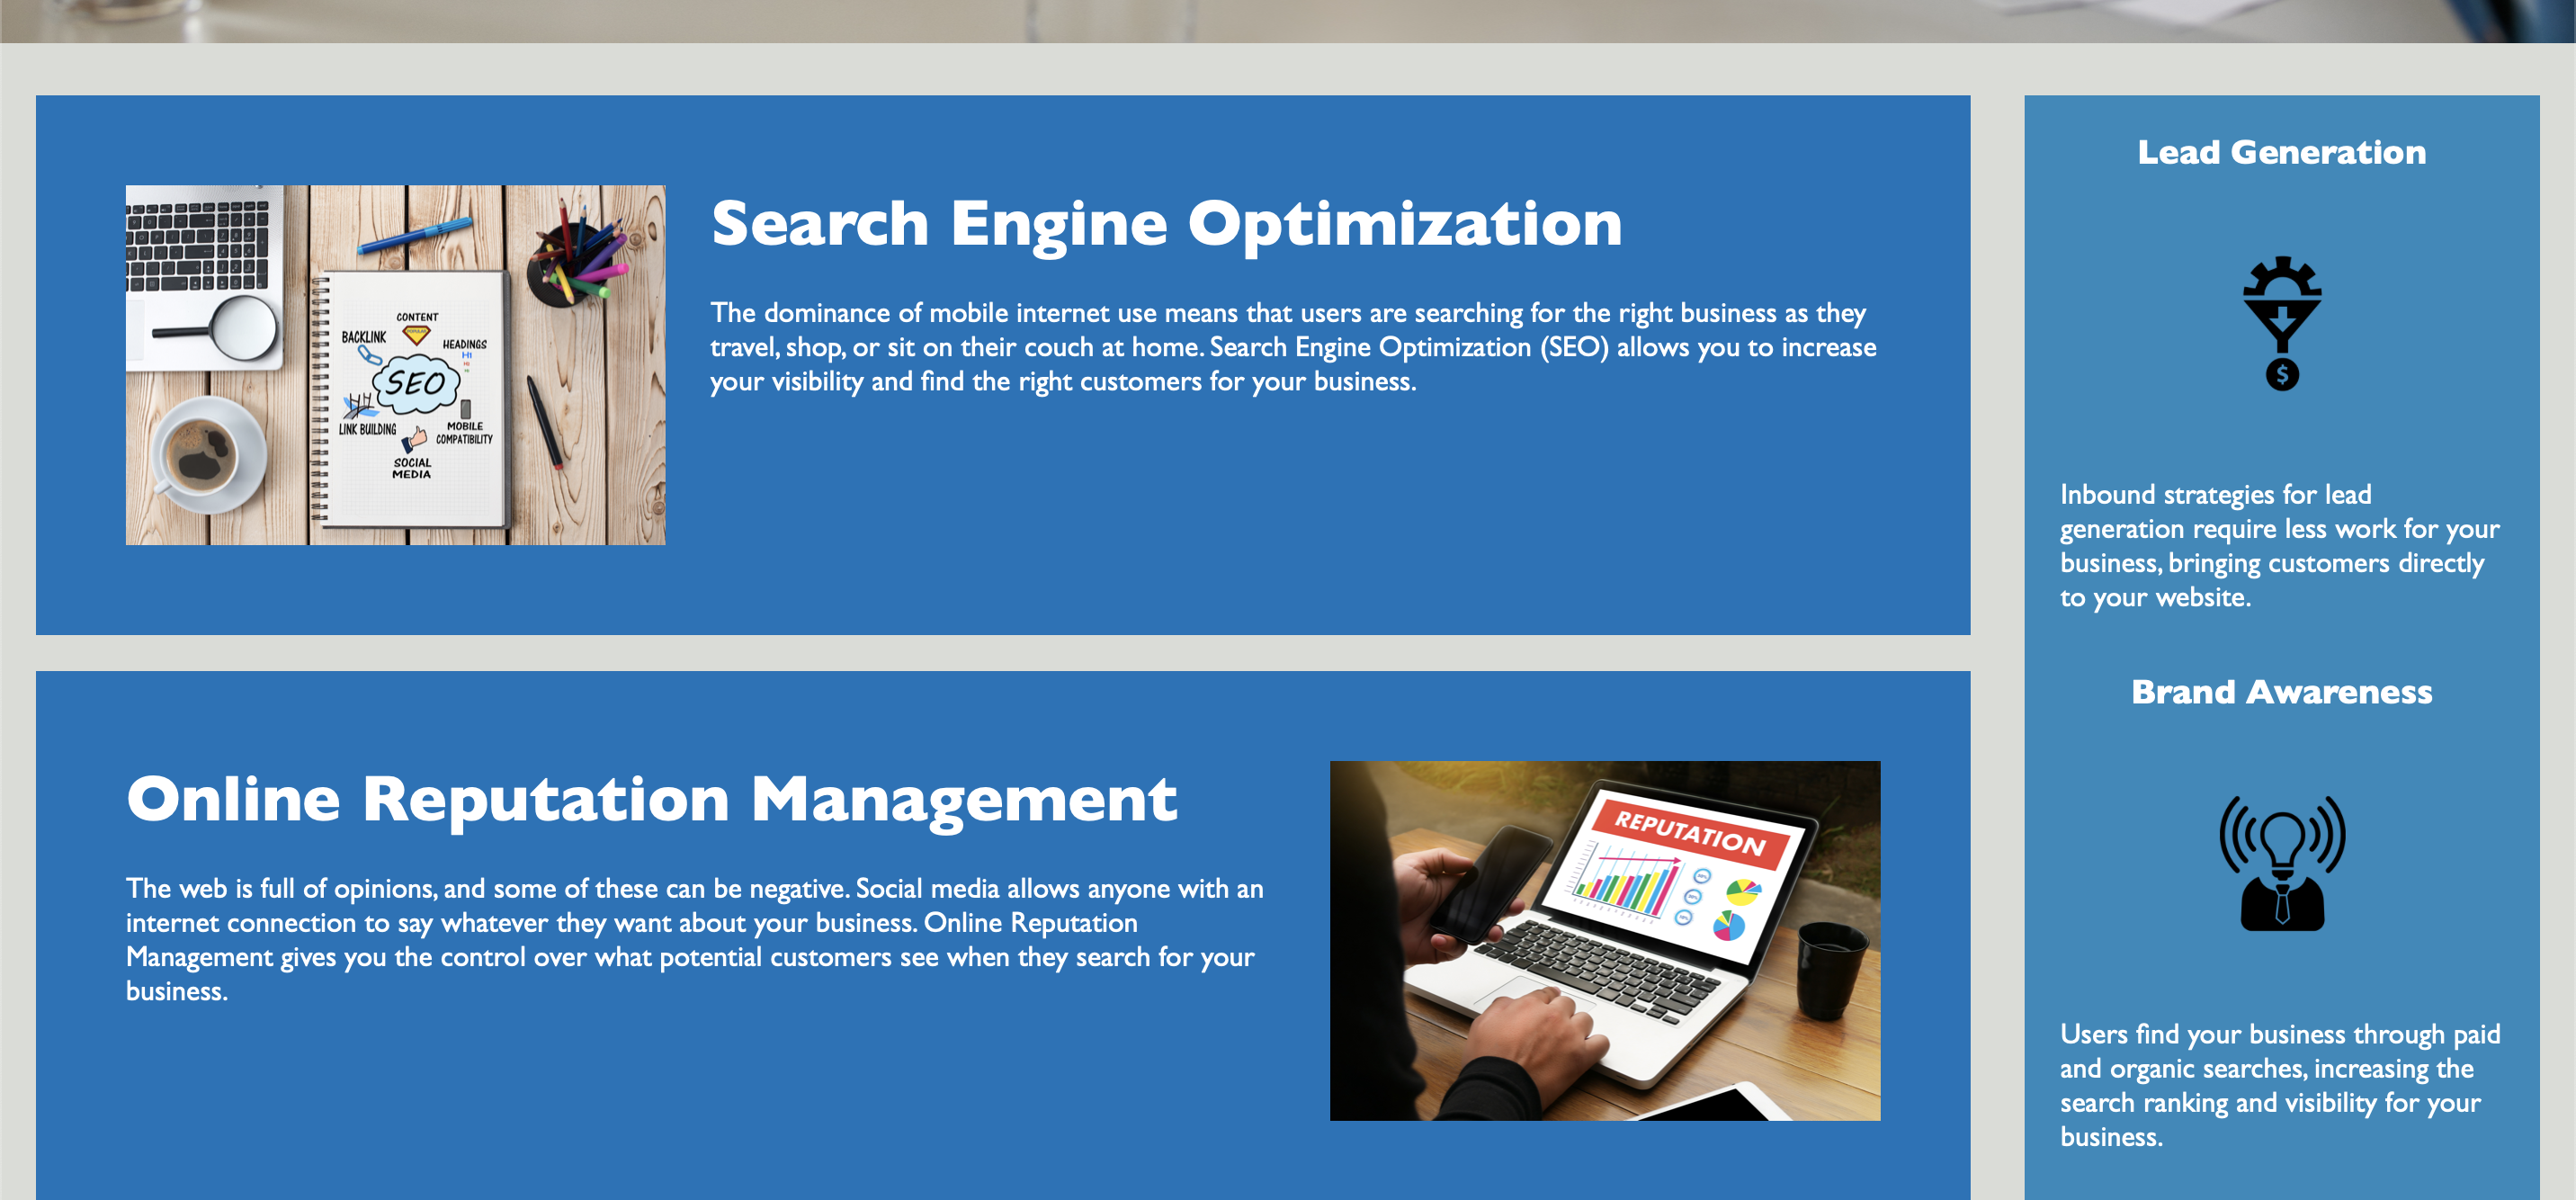 Search Engine Optimization
The dominance of mobile internet use means that users are searching for the right business as they
travel, shop, or sit on their couch at home. Search Engine Optimization (SEO) allows you to increase
your visibility and find the right customers for your business.
CONTENT
BACKLINK
HEADINGS
H1
SEO
LINK BUILDING
MOBILE
COMPATIBILITY
SOCIAL
MEDIA
Online Reputation Management
The web is full of opinions, and some of these can be negative. Social media allows anyone with an
internet connection to say whatever they want about your business. Online Reputation
Management gives you the control over what potential customers see when they search for your
business.
REPUTATION
Lead Generation
$
Inbound strategies for lead
generation require less work for your
business, bringing customers directly
to your website.
Brand Awareness
Users find your business through paid
and organic searches, increasing the
search ranking and visibility for your
business.